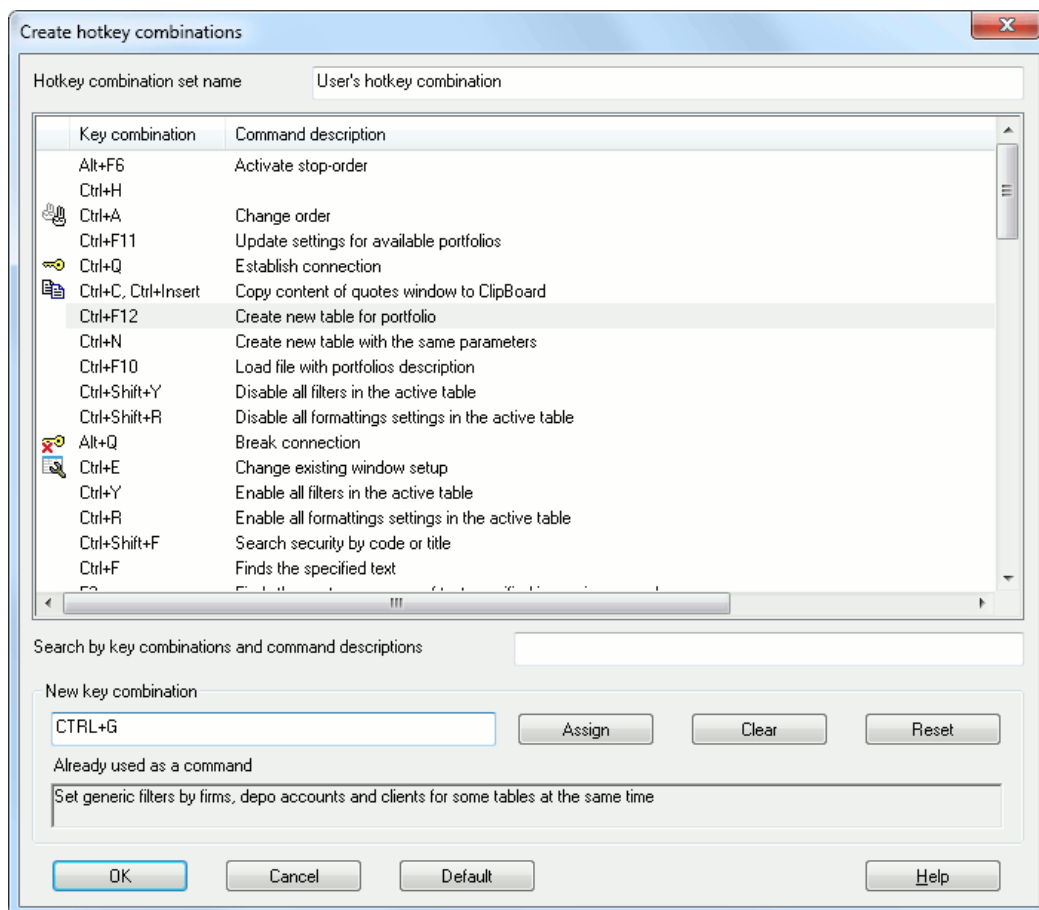 Create hotkey combinations
Hotkey combination set name User's hotkey combination
Key combination Command description
Alt+F6 Activate stop-order
Ctrl+H
Ctrl+A Change order
Ctrl+F11 Update settings for available portfolios
Ctrl+Q Establish connection
Ctrl+C, Ctrl+Insert Copy content of quotes window to ClipBoard
Ctrl+F12 Create new table for portfolio
Ctrl+N Create new table with the same parameters
Ctrl+F10 Load file with portfolios description
Ctrl+Shift+Y Disable all filters in the active table
Ctrl+Shift+R Disable all formattings settings in the active table
Alt+Q Break connection
Ctrl+E Change existing window setup
Ctrl+Y Enable all filters in the active table
Ctrl+R Enable all formattings settings in the active table
Ctrl+Shift+F Search security by code or title
Ctrl+F Finds the specified text
Search by key combinations and command descriptions
New key combination
CTRL+G Assign Clear Reset
Already used as a command
Set generic filters by firms, depo accounts and clients for some tables at the same time
OK Cancel Default Help